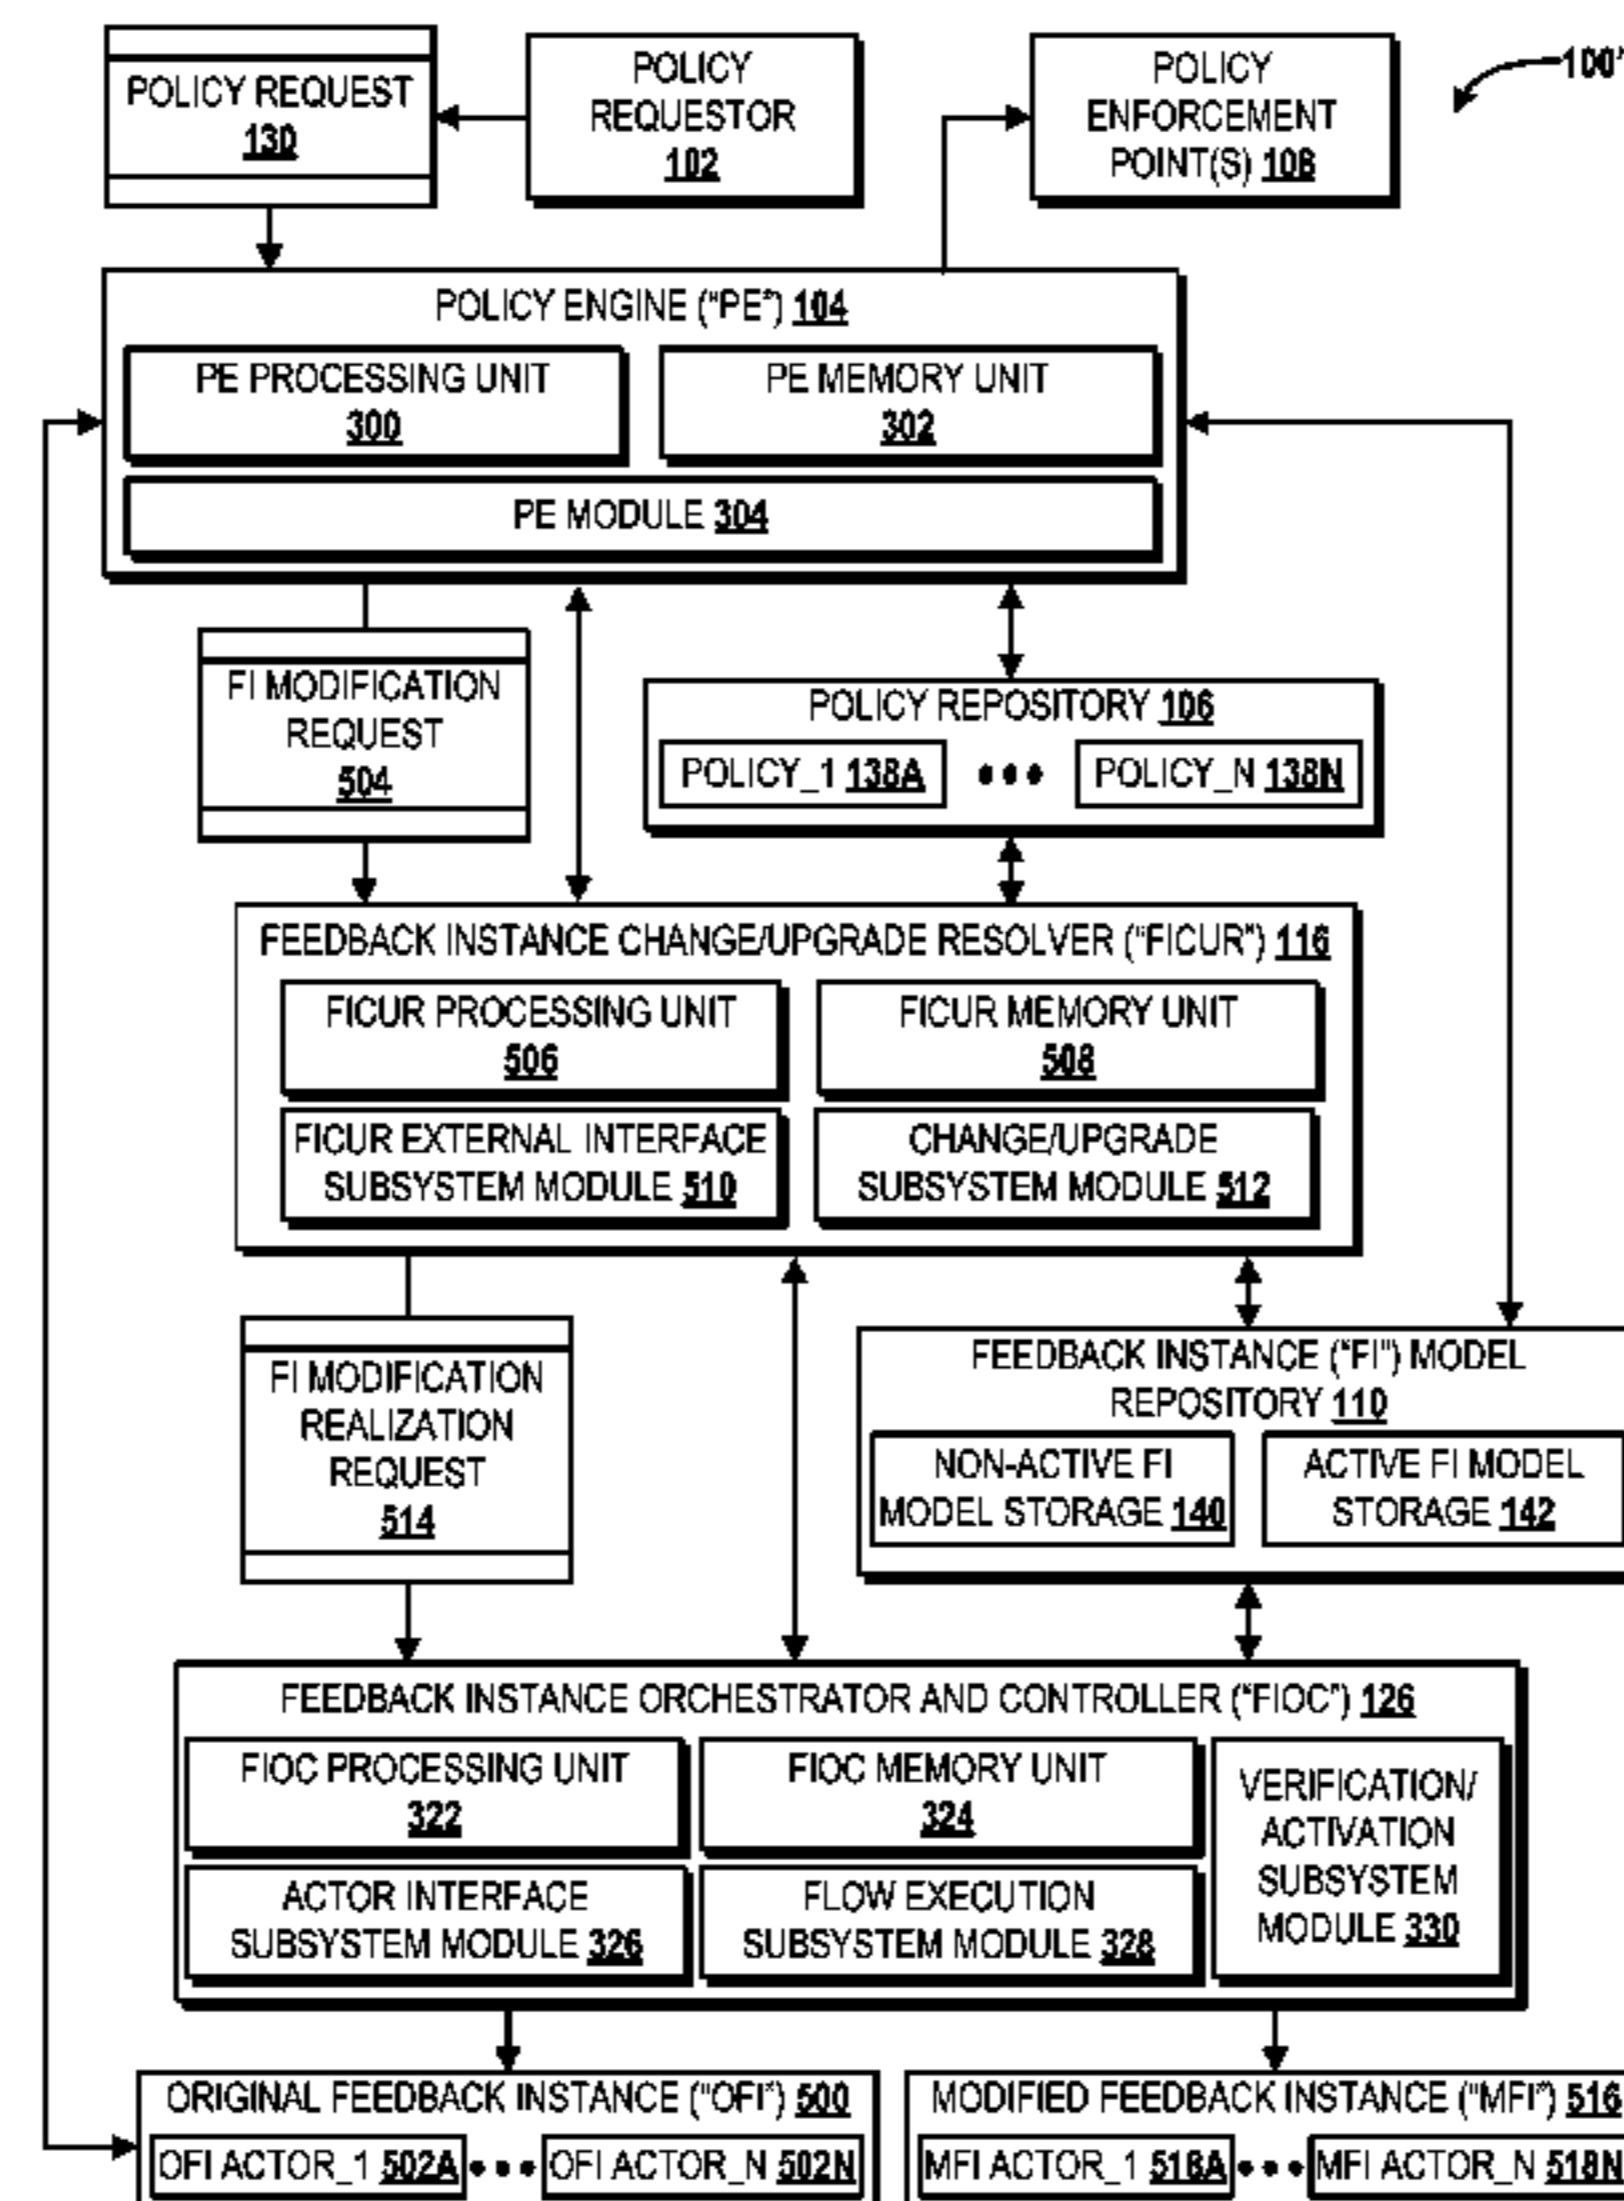 POLICY REQUEST
130
POLICY
REQUESTOR
102
POLICY
ENFORCEMENT
POINT(S) 108
100'
POLICY ENGINE ("PE") 104
PE PROCESSING UNIT
300
PE MEMORY UNIT
302
PE MODULE 304
FI MODIFICATION
REQUEST
504
POLICY REPOSITORY 106
POLICY_1 138A
POLICY_N 138N
FEEDBACK INSTANCE CHANGE/UPGRADE RESOLVER ("FICUR") 116
FICUR PROCESSING UNIT
506
FICUR MEMORY UNIT
508
FICUR EXTERNAL INTERFACE
SUBSYSTEM MODULE 510
CHANGE/UPGRADE
SUBSYSTEM MODULE 512
FI MODIFICATION
REALIZATION
REQUEST
514
FEEDBACK INSTANCE ("FI") MODEL
REPOSITORY 110
NON-ACTIVE FI
MODEL STORAGE 140
ACTIVE FI MODEL
STORAGE 142
FEEDBACK INSTANCE ORCHESTRATOR AND CONTROLLER ("FIOC") 126
FIOC PROCESSING UNIT
322
FIOC MEMORY UNIT
324
VERIFICATION/
ACTIVATION
SUBSYSTEM
MODULE 330
ACTOR INTERFACE
SUBSYSTEM MODULE 326
FLOW EXECUTION
SUBSYSTEM MODULE 328
ORIGINAL FEEDBACK INSTANCE ("OFI") 500
OFI ACTOR_1 502A
OFI ACTOR_N 502N
MODIFIED FEEDBACK INSTANCE ("MFI") 516
MFI ACTOR_1 518A
MFI ACTOR_N 518N